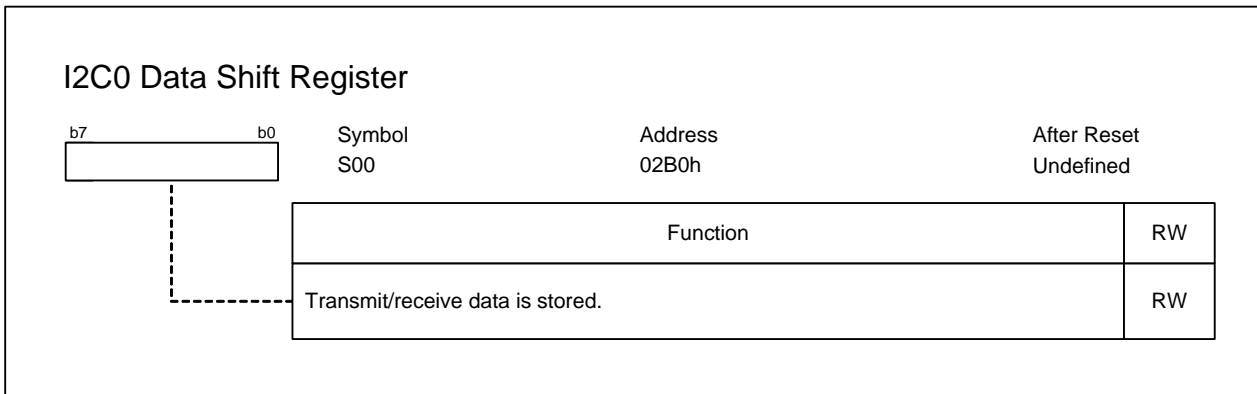 I2C0 Data Shift Register
b7 b0 Symbol Address After Reset
S00 02B0h Undefined
Function RW
Transmit/receive data is stored. RW